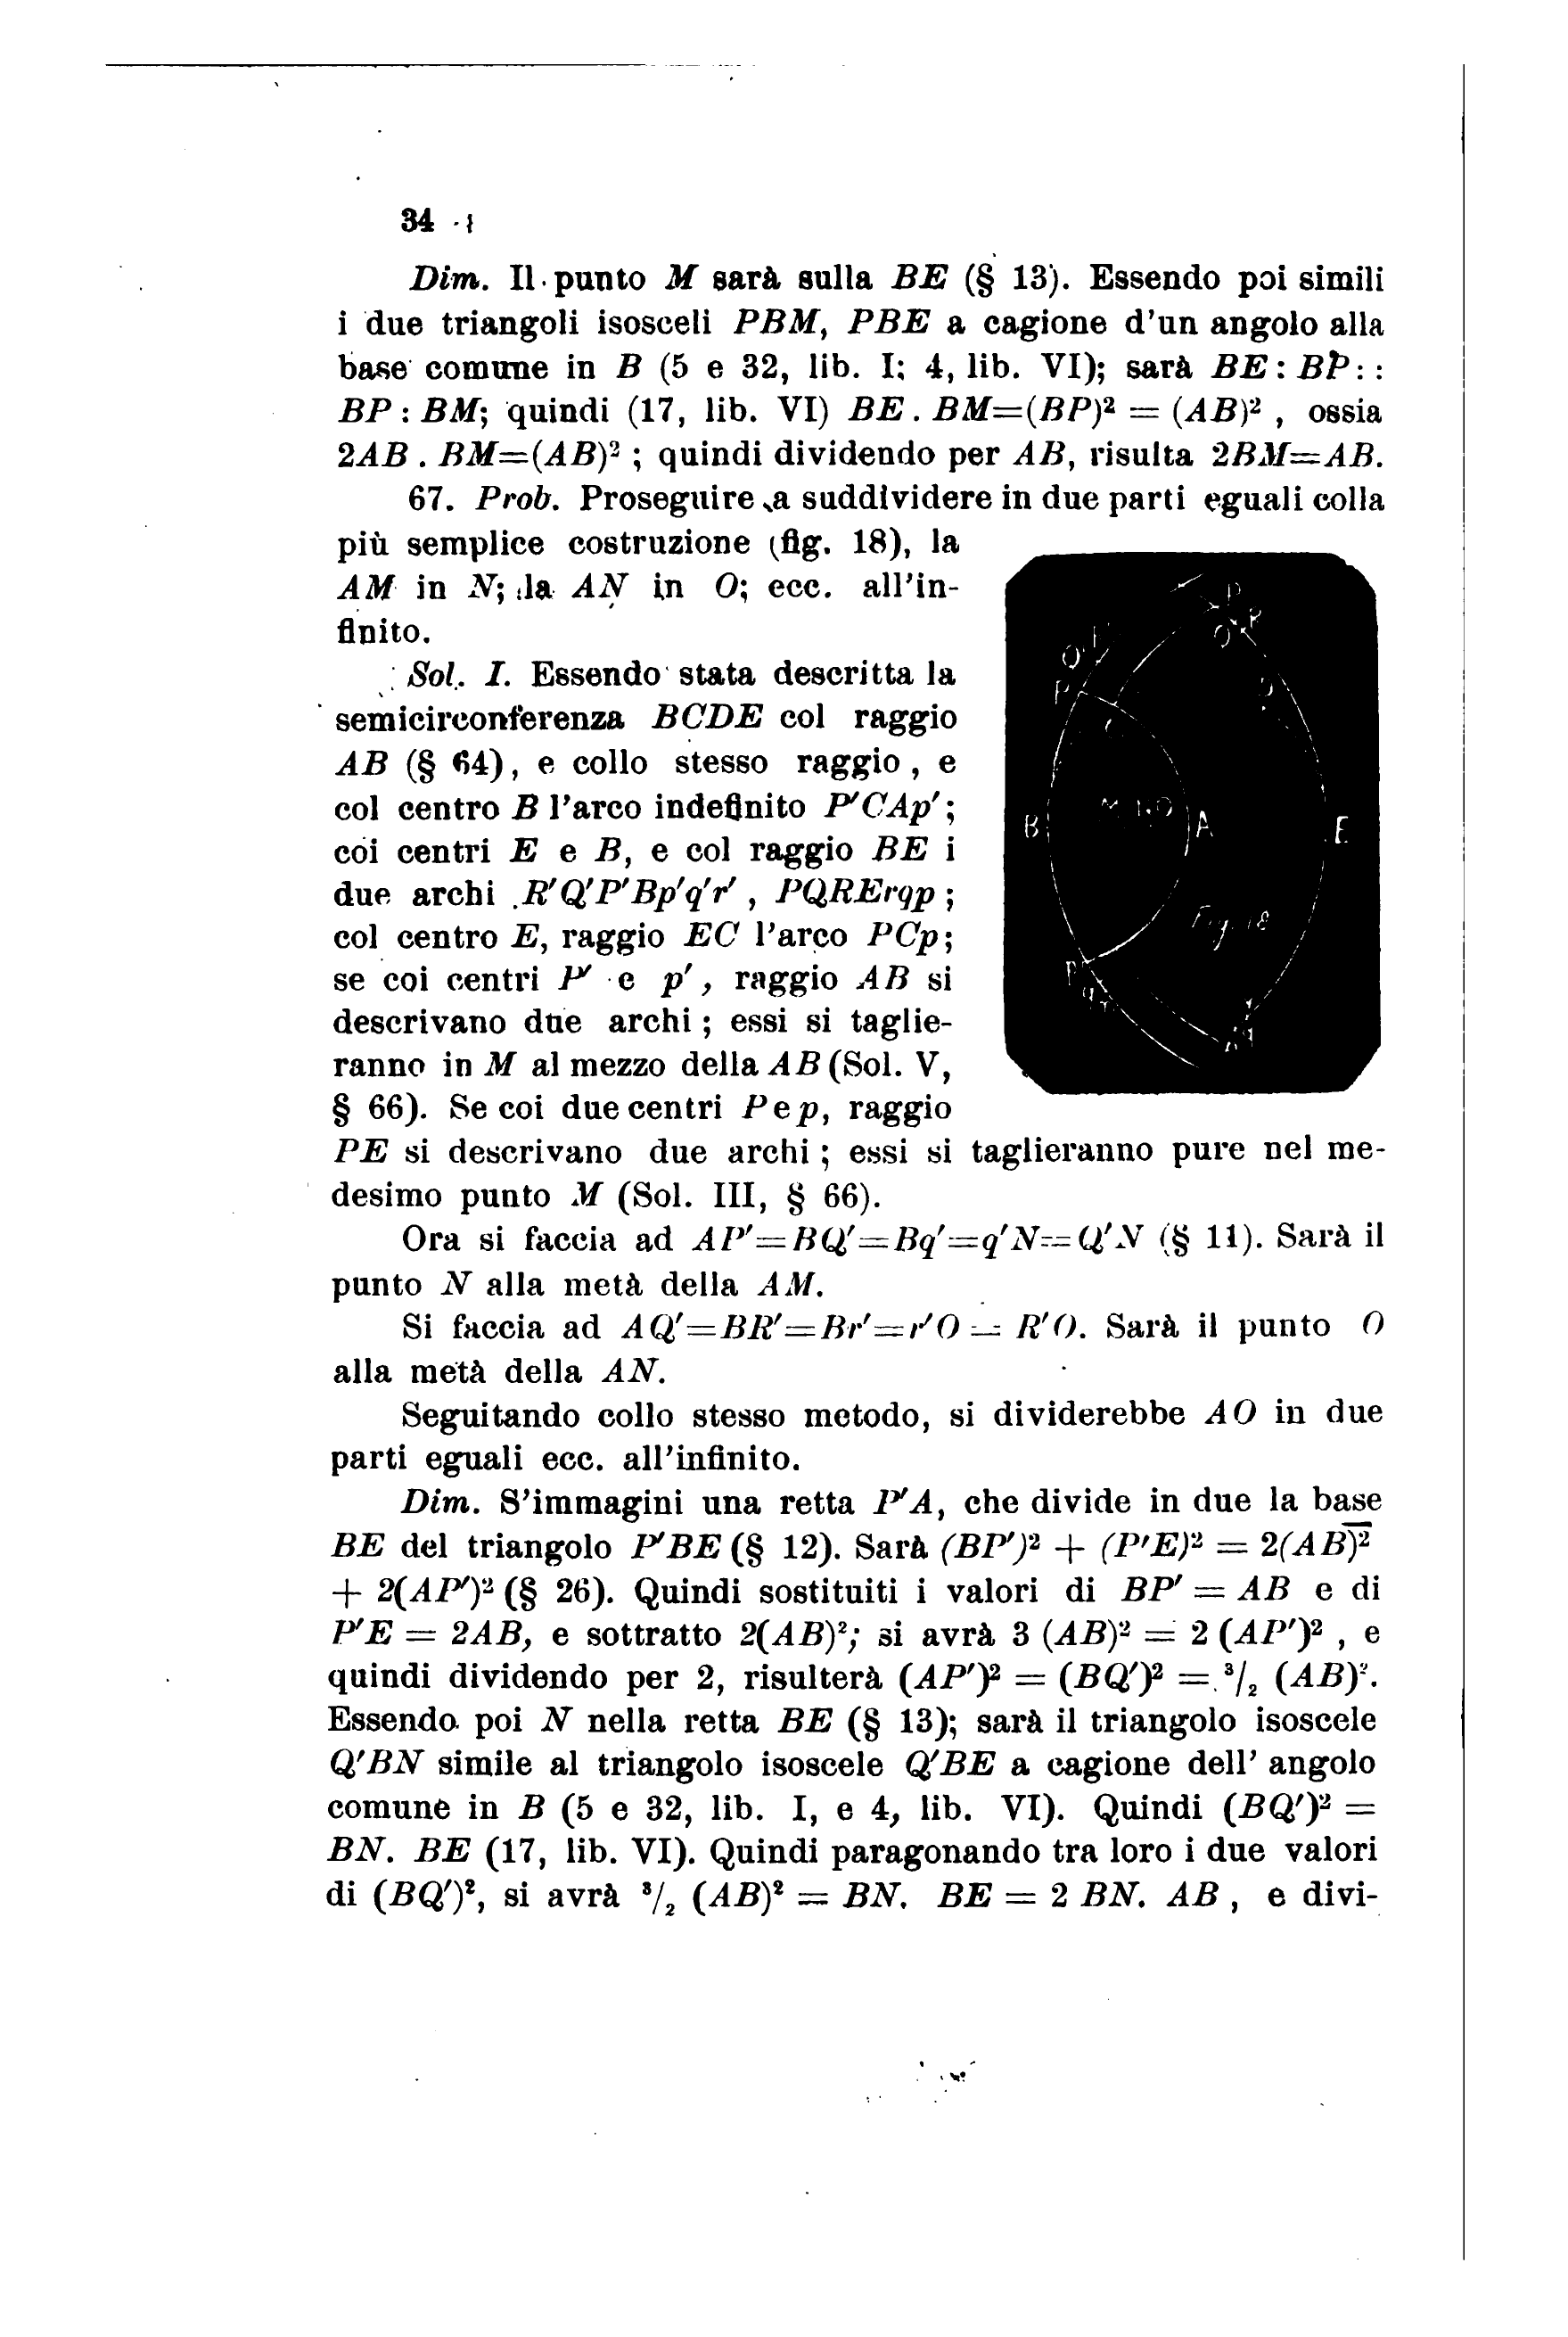 34
Dim. Il punto M sarà sulla BE (§ 13). Essendo poi simili
i due triangoli isosceli PBM, PBE a cagione d'un angolo alla
base comune in B (5 e 32, lib. I; 4, lib. VI); sarà BE : BP : :
BP : BM; quindi (17, lib. VI) BE . BM=(BP)² = (AB)² , ossia
2AB . BM=(AB)² ; quindi dividendo per AB, risulta 2BM=AB.
67. Prob. Proseguire a suddividere in due parti eguali colla
più semplice costruzione (fig. 18), la
AM in N; la AN in O; ecc. all'in-
finito.
Sol. I. Essendo stata descritta la
semicirconferenza BCDE col raggio
AB (§ 64), e collo stesso raggio, e
col centro B l'arco indefinito P'CAp';
coi centri E e B, e col raggio BE i
due archi R'Q'P'Bp'q'r' , PQRErqp ;
col centro E, raggio EC l'arco PCp;
se coi centri P' e p', raggio AB si
descrivano due archi ; essi si taglie-
ranno in M al mezzo della AB (Sol. V,
§ 66). Se coi due centri P e p, raggio
PE si descrivano due archi ; essi si taglieranno pure nel me-
desimo punto M (Sol. III, § 66).
B
M N O
A
E
Fig. 18
Ora si faccia ad AP'=BQ'=Bq'=q'N=Q'N (§ 11). Sarà il
punto N alla metà della AM.
Si faccia ad AQ'=BR'=Br'=r'O = R'O. Sarà il punto O
alla metà della AN.
Seguitando collo stesso metodo, si dividerebbe AO in due
parti eguali ecc. all'infinito.
Dim. S'immagini una retta P'A, che divide in due la base
BE del triangolo P'BE (§ 12). Sarà (BP')² + (P'E)² = 2(AB)²
+ 2(AP')² (§ 26). Quindi sostituiti i valori di BP' = AB e di
P'E = 2AB, e sottratto 2(AB)²; si avrà 3 (AB)² = 2 (AP')² , e
quindi dividendo per 2, risulterà (AP')² = (BQ')² = ³/₂ (AB)².
Essendo poi N nella retta BE (§ 13); sarà il triangolo isoscele
Q'BN simile al triangolo isoscele Q'BE a cagione dell' angolo
comune in B (5 e 32, lib. I, e 4, lib. VI). Quindi (BQ')² =
BN. BE (17, lib. VI). Quindi paragonando tra loro i due valori
di (BQ')², si avrà ³/₂ (AB)² = BN. BE = 2 BN. AB , e divi-